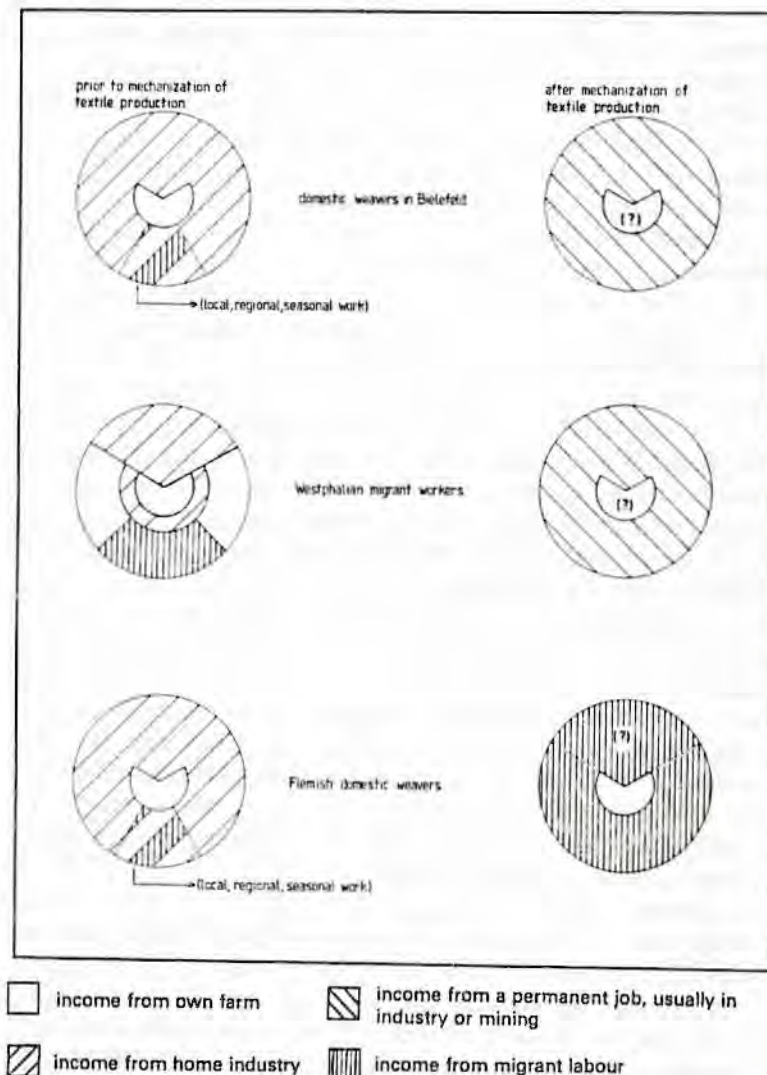 prior to mechanization of
textile production
after mechanization of
textile production
domestic weavers in Bielefeld
(?)
(local, regional, seasonal work)
Westphalian migrant workers
(?)
Flemish domestic weavers
(?)
(local, regional, seasonal work)
income from own farm
income from a permanent job, usually in
industry or mining
income from home industry
income from migrant labour